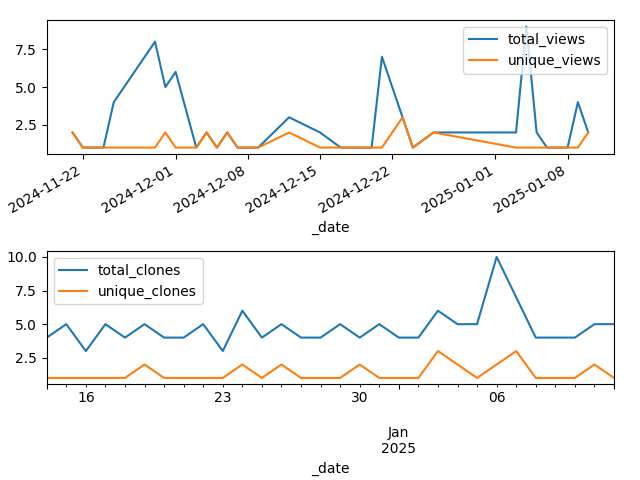 7.5
5.0
2.5
total_views
unique_views
2024-11-22
2024-12-01
2024-12-08
2024-12-15
2024-12-22
2025-01-01
2025-01-08
_date
10.0
7.5
5.0
2.5
total_clones
unique_clones
16
23
30
06
Jan
2025
_date